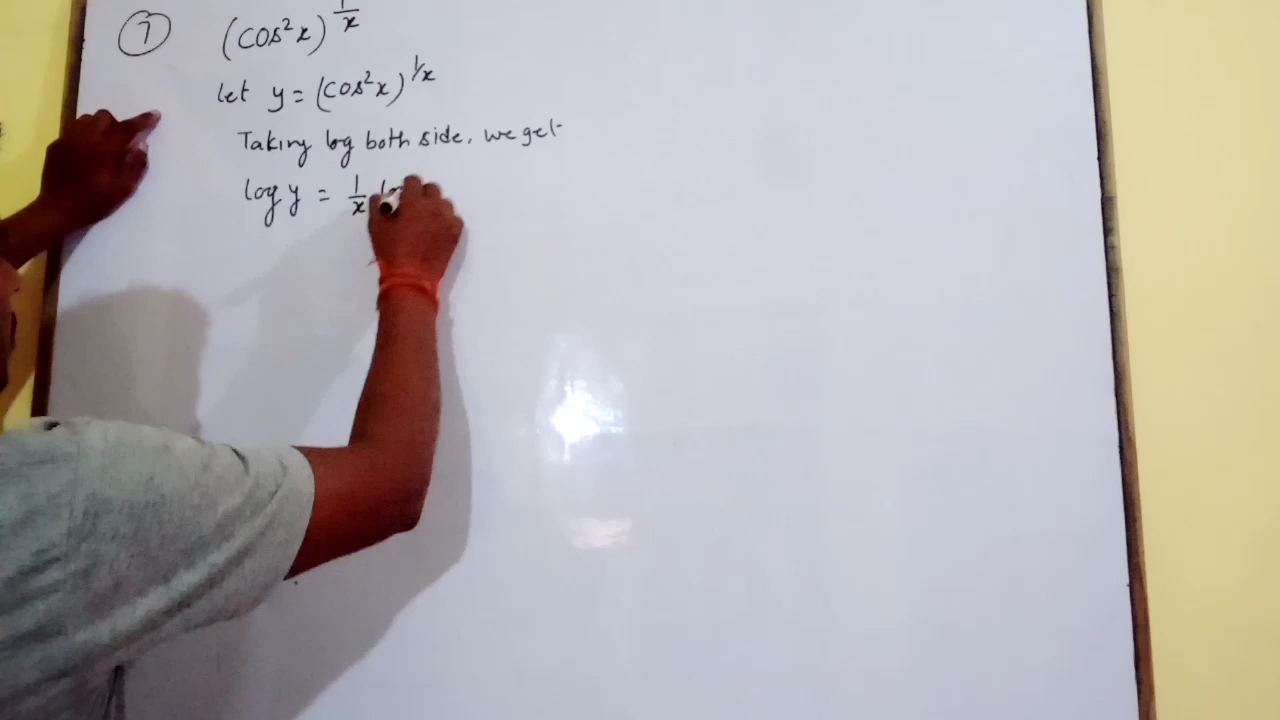 7 (cos²x)^(1/x)
let y = (cos²x)^(1/x)
Taking log both side, we get
log y = 1/x